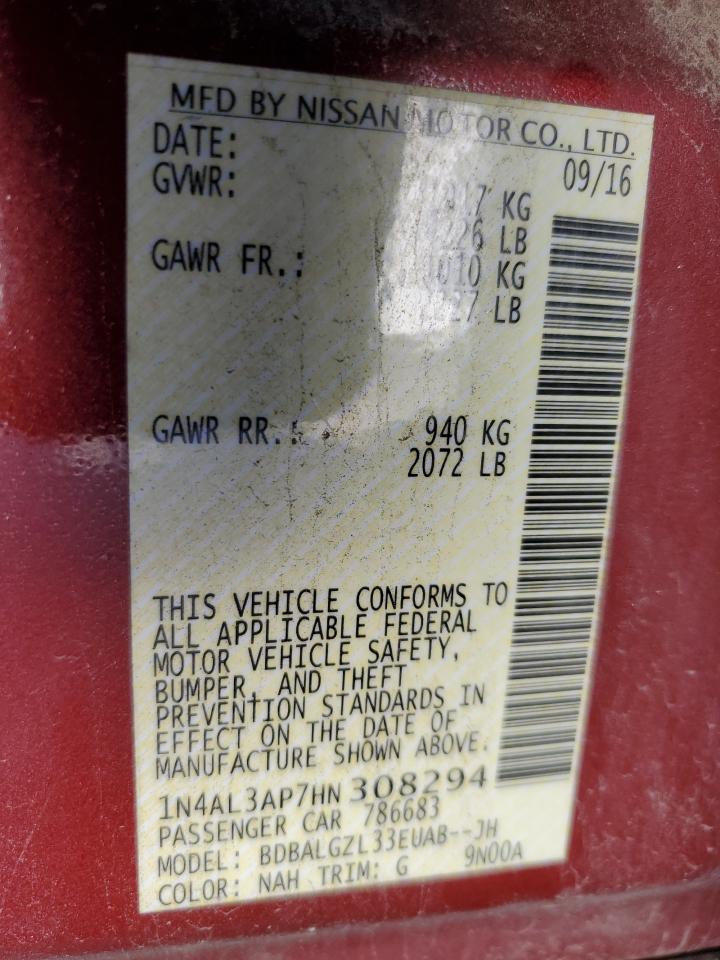 MFD BY NISSAN MOTOR CO., LTD.
DATE: 09/16
GVWR: KG
LB
GAWR FR.: 1010 KG
LB
GAWR RR.: 940 KG
2072 LB
THIS VEHICLE CONFORMS TO
ALL APPLICABLE FEDERAL
MOTOR VEHICLE SAFETY,
BUMPER, AND THEFT
PREVENTION STANDARDS IN
EFFECT ON THE DATE OF
MANUFACTURE SHOWN ABOVE.
1N4AL3AP7HN 308294
PASSENGER CAR 786683
MODEL: BDBALGZL33EUAB--JH
COLOR: NAH TRIM: G 9N00A